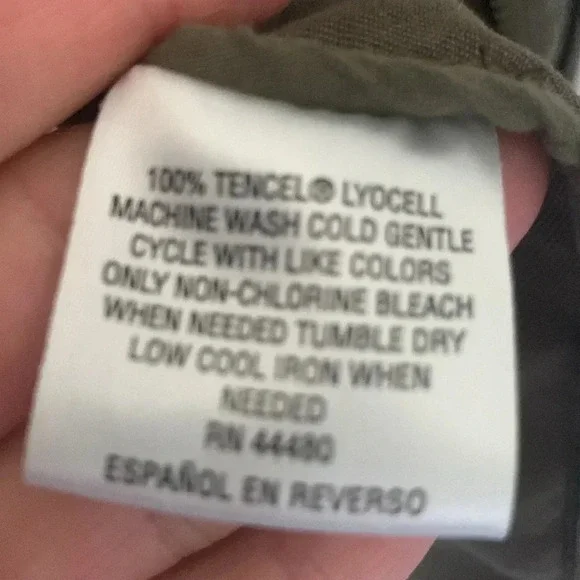 100% TENCEL® LYOCELL
MACHINE WASH COLD GENTLE
CYCLE WITH LIKE COLORS
ONLY NON-CHLORINE BLEACH
WHEN NEEDED TUMBLE DRY
LOW COOL IRON WHEN
NEEDED
RN 44480
ESPAÑOL EN REVERSO